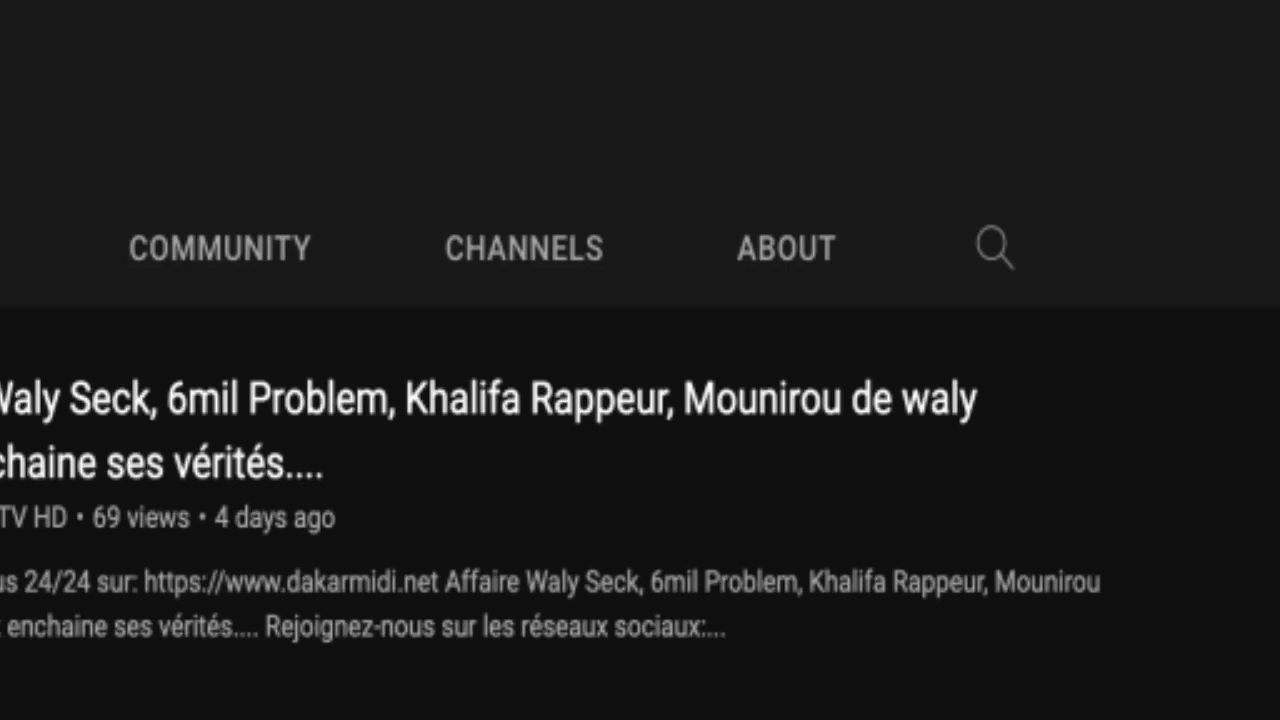 COMMUNITY CHANNELS ABOUT
Waly Seck, 6mil Problem, Khalifa Rappeur, Mounirou de waly
chaine ses vérités....
TV HD • 69 views • 4 days ago
us 24/24 sur: https://www.dakarmidi.net Affaire Waly Seck, 6mil Problem, Khalifa Rappeur, Mounirou
enchaine ses vérités.... Rejoignez-nous sur les réseaux sociaux:...